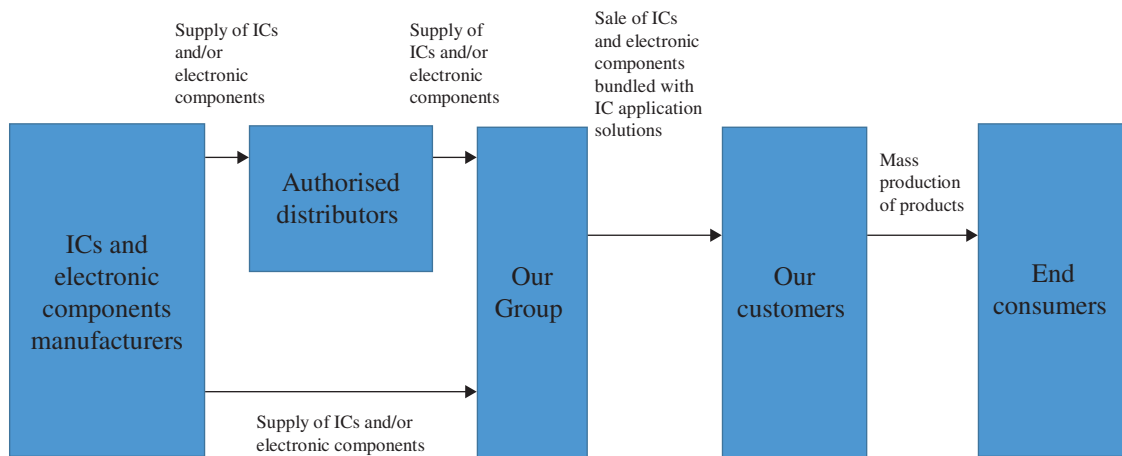 Supply of ICs
and/or
electronic
components
Supply of
ICs and/or
electronic
components
Sale of ICs
and electronic
components
bundled with
IC application
solutions
Mass
production
of products
ICs and
electronic
components
manufacturers
Authorised
distributors
Our
Group
Our
customers
End
consumers
Supply of ICs and/or
electronic components